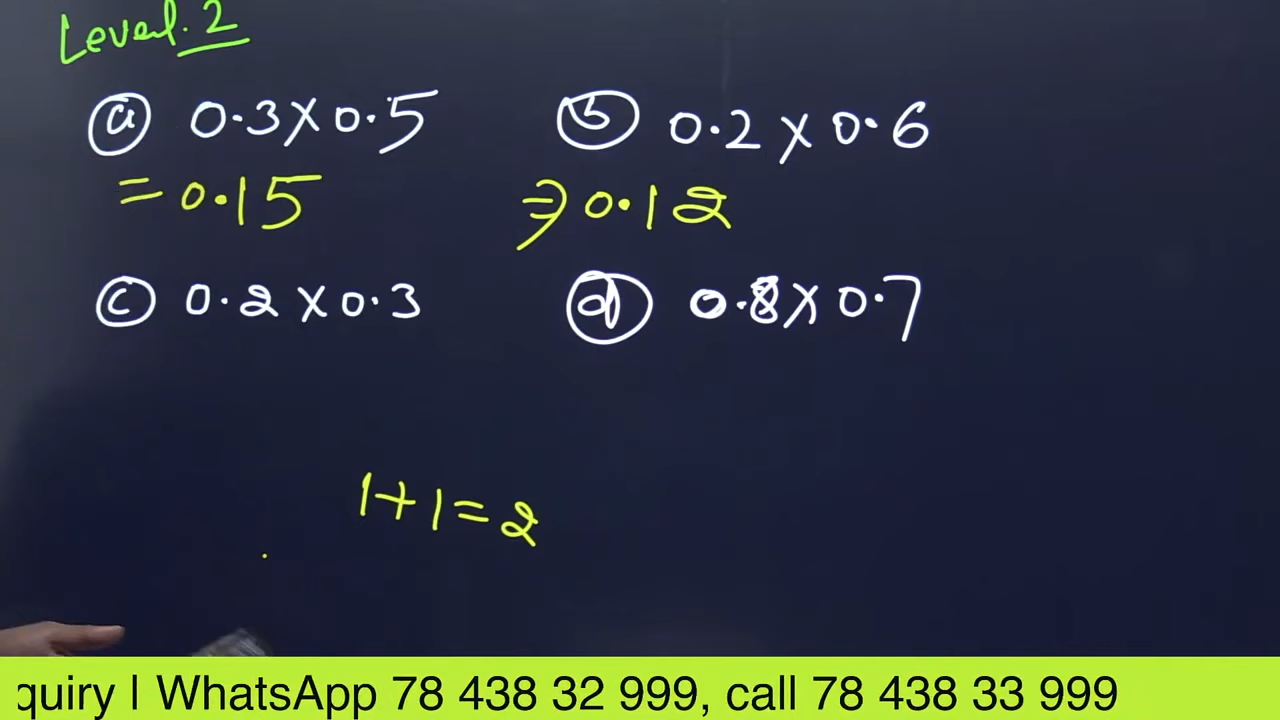 Level. 2
(a) 0.3 × 0.5 (b) 0.2 × 0.6
= 0.15 ⇒ 0.12
(c) 0.2 × 0.3 (d) 0.8 × 0.7
1 + 1 = 2
quiry | WhatsApp 78 438 32 999, call 78 438 33 999